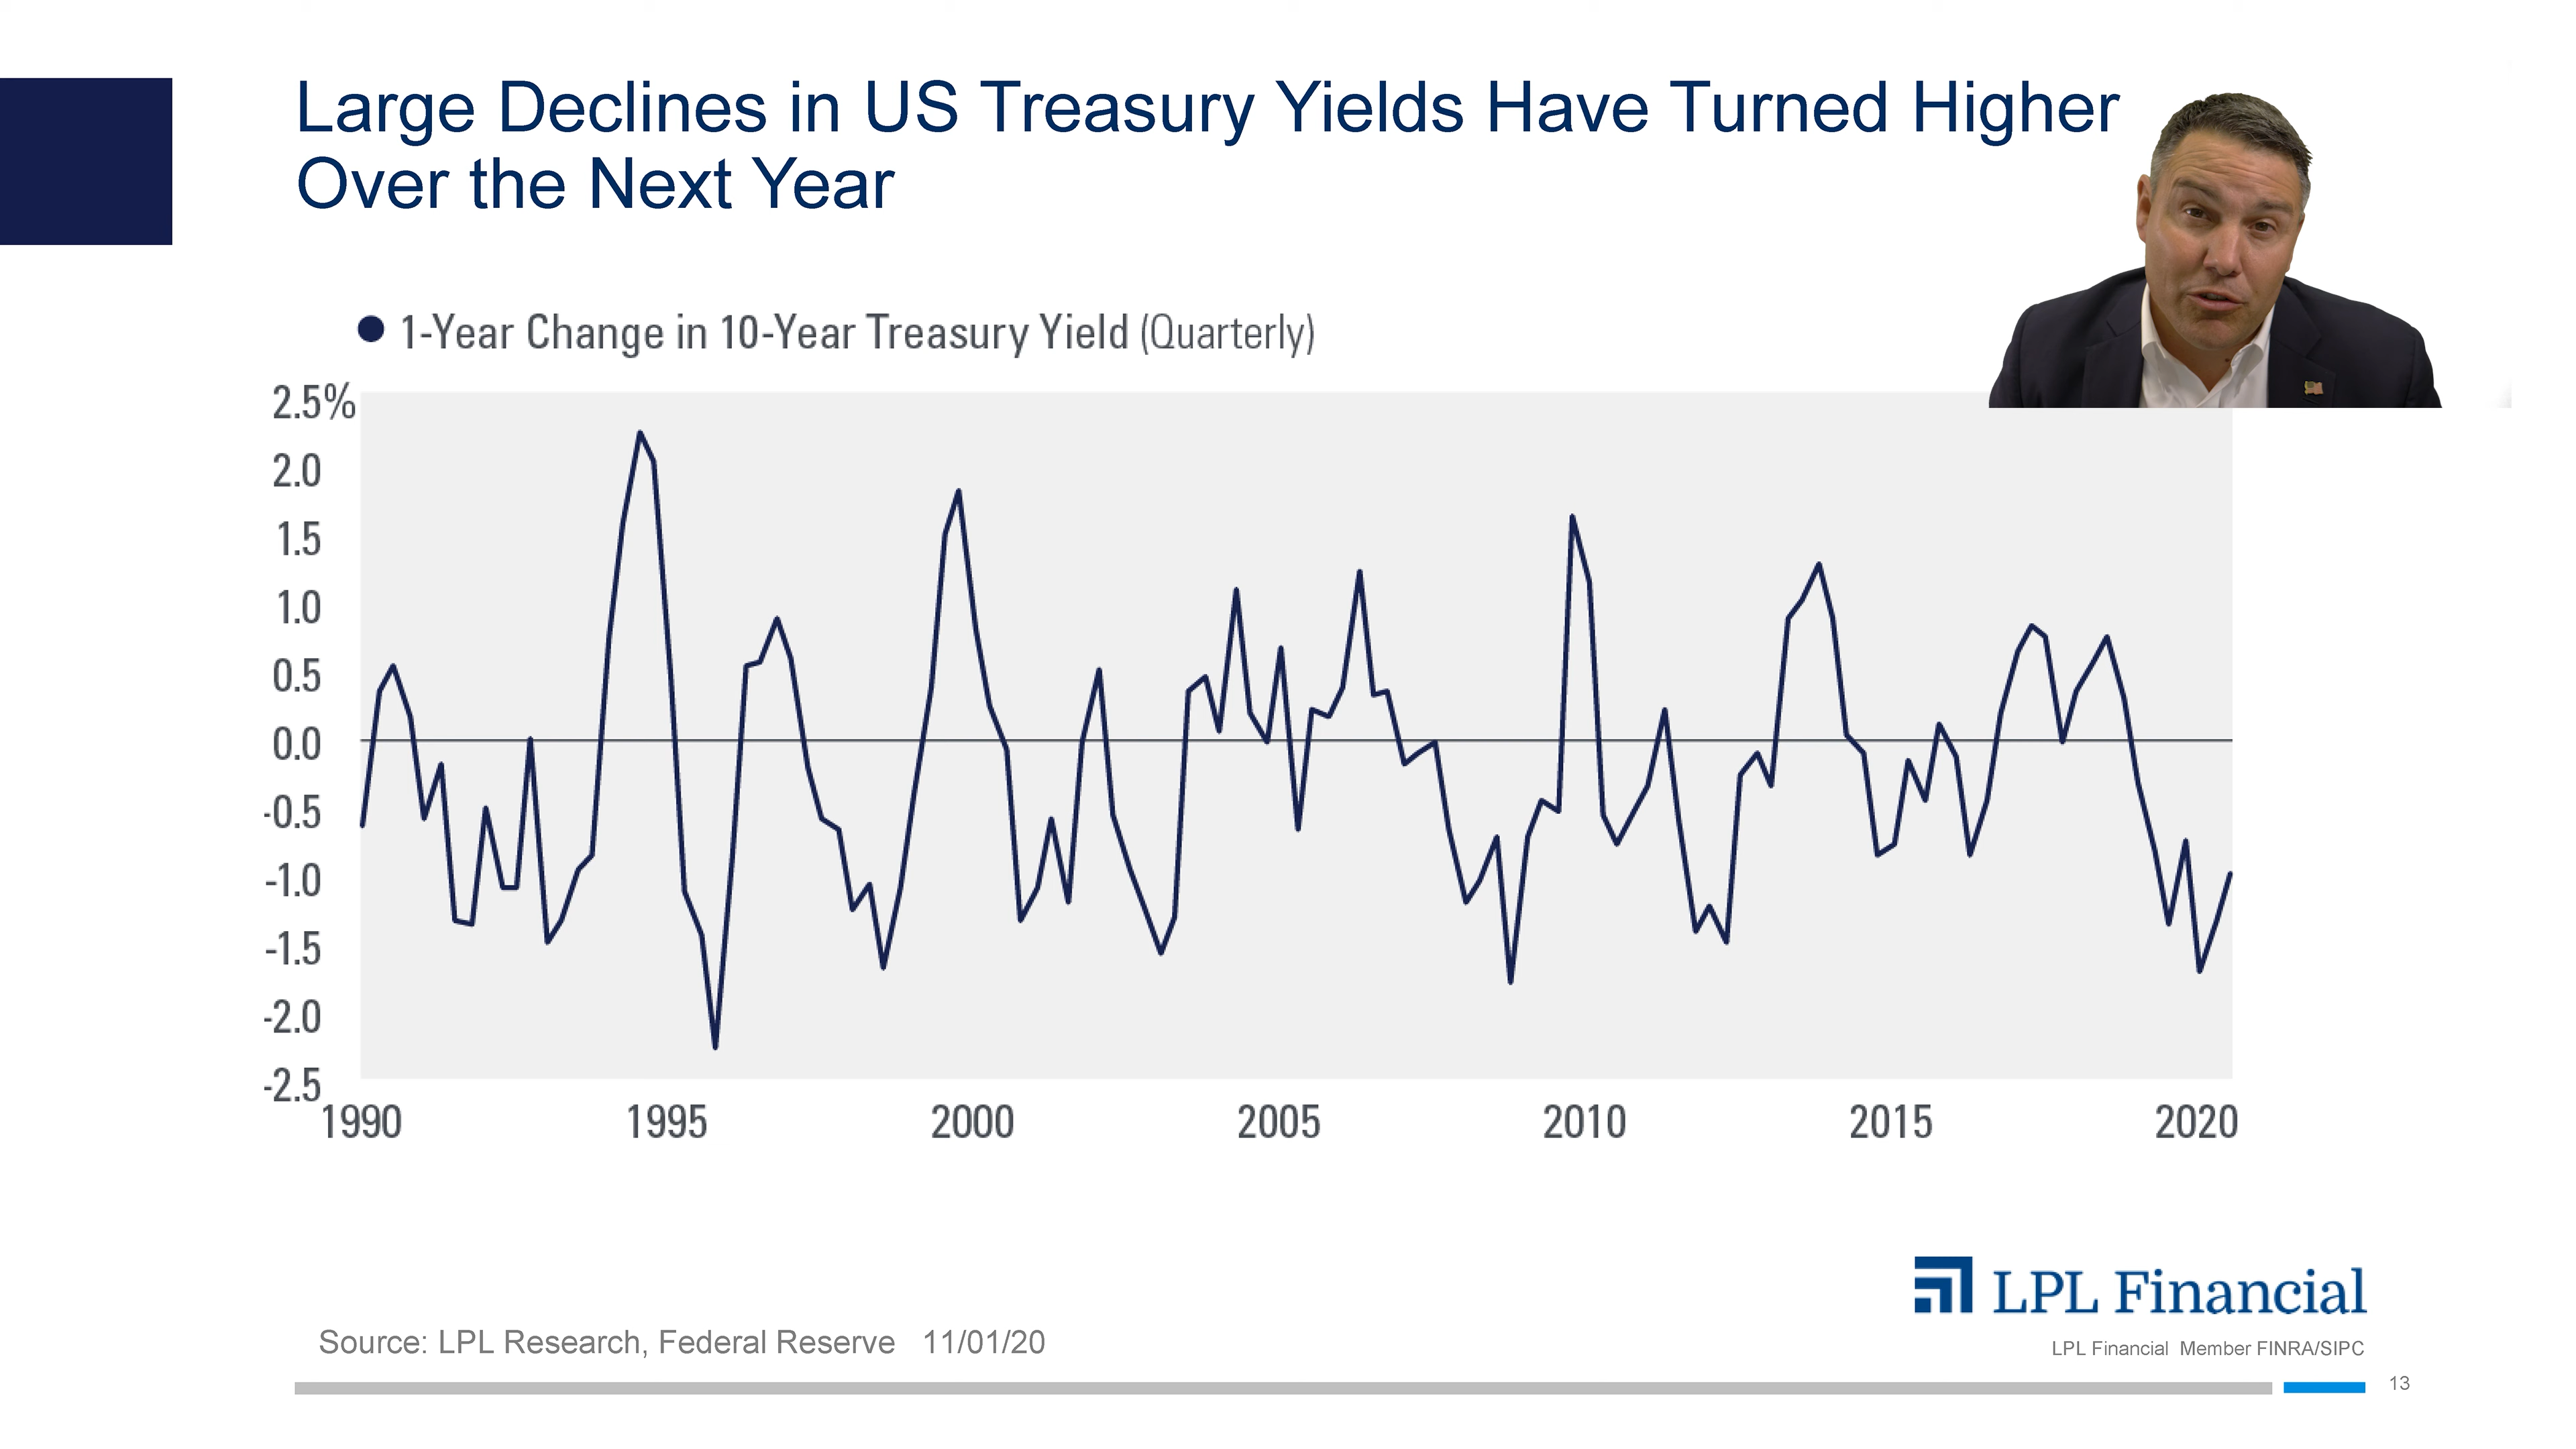 Large Declines in US Treasury Yields Have Turned Higher
Over the Next Year
1-Year Change in 10-Year Treasury Yield (Quarterly)
2.5%
2.0
1.5
1.0
0.5
0.0
-0.5
-1.0
-1.5
-2.0
-2.5
1990 1995 2000 2005 2010 2015 2020
LPL Financial
Source: LPL Research, Federal Reserve 11/01/20
LPL Financial Member FINRA/SIPC
13